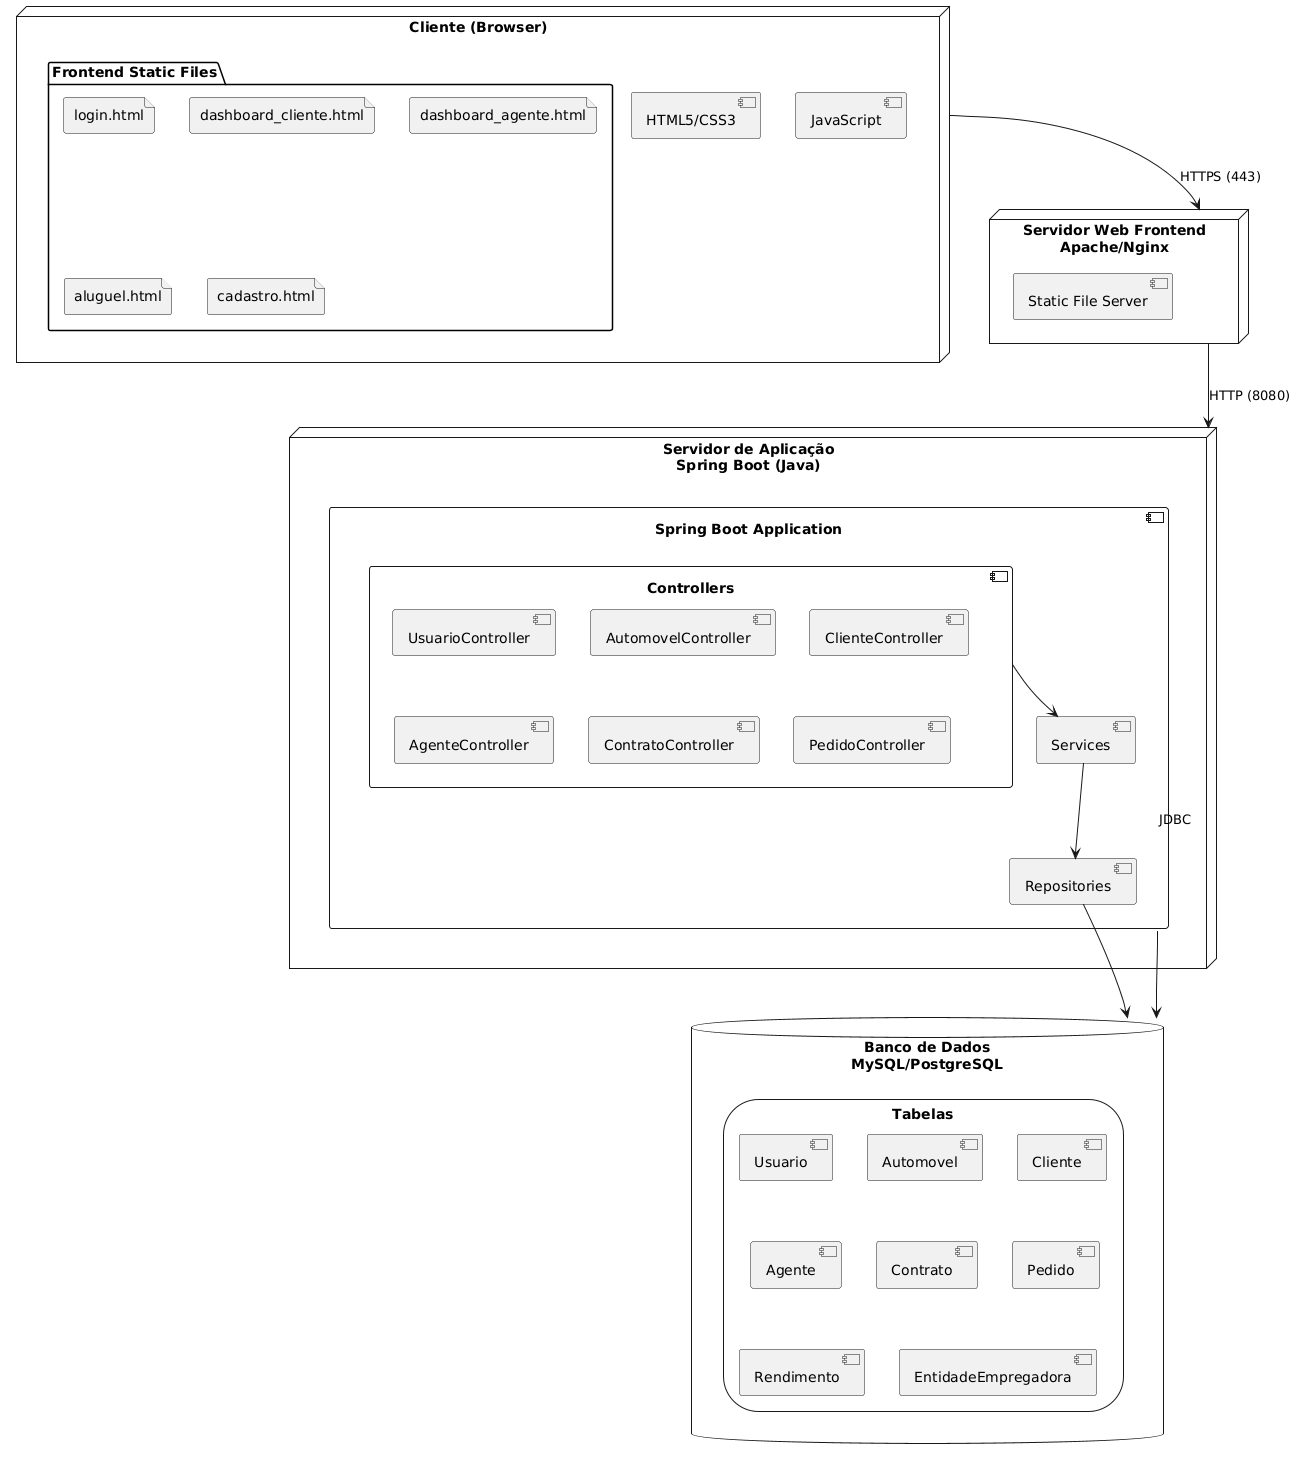 Cliente (Browser)
Frontend Static Files
login.html
dashboard_cliente.html
dashboard_agente.html
HTML5/CSS3
JavaScript
aluguel.html
cadastro.html
HTTPS (443)
Servidor Web Frontend
Apache/Nginx
Static File Server
HTTP (8080)
Servidor de Aplicação
Spring Boot (Java)
Spring Boot Application
Controllers
UsuarioController
AutomovelController
ClienteController
AgenteController
ContratoController
PedidoController
Services
JDBC
Repositories
Banco de Dados
MySQL/PostgreSQL
Tabelas
Usuario
Automovel
Cliente
Agente
Contrato
Pedido
Rendimento
EntidadeEmpregadora